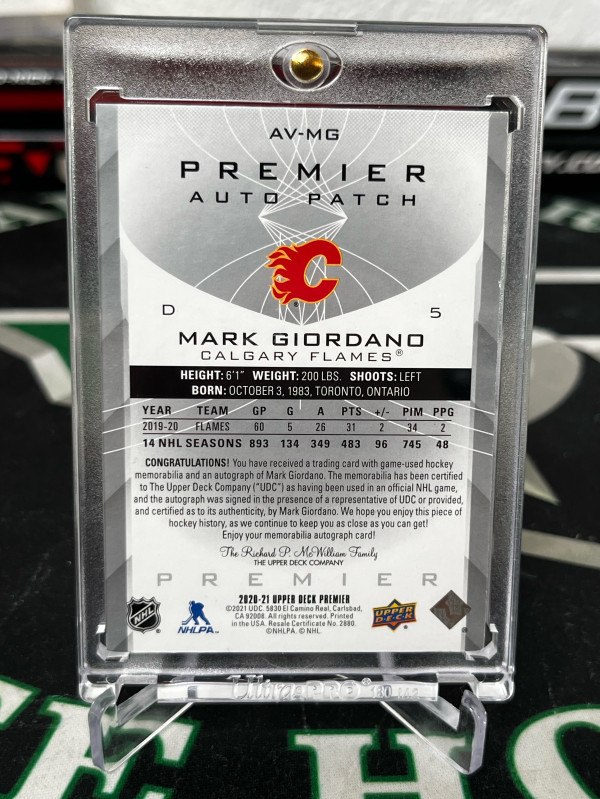 AV-MG
PREMIER
AUTO PATCH
D 5
MARK GIORDANO
CALGARY FLAMES®
HEIGHT: 6'1" WEIGHT: 200 LBS. SHOOTS: LEFT
BORN: OCTOBER 3, 1983, TORONTO, ONTARIO
YEAR TEAM GP G A PTS +/- PIM PPG
2019-20 FLAMES 60 5 26 31 2 34 2
14 NHL SEASONS 893 134 349 483 96 745 48
CONGRATULATIONS! You have received a trading card with game-used hockey
memorabilia and an autograph of Mark Giordano. The memorabilia has been certified
to The Upper Deck Company ("UDC") as having been used in an official NHL game,
and the autograph was signed in the presence of a representative of UDC or provided,
and certified as to its authenticity, by Mark Giordano. We hope you enjoy this piece of
hockey history, as we continue to keep you as close as you can get!
Enjoy your memorabilia autograph card!
The Richard P. McWilliam Family
THE UPPER DECK COMPANY
PREMIER
2020-21 UPPER DECK PREMIER
©2021 UDC. 5830 El Camino Real, Carlsbad,
CA 92008. All rights reserved. Printed
in the USA. Resale Certificate No. 2880.
©NHLPA. © NHL.
NHL
NHLPA
UPPER
DECK
Ultra PRO®